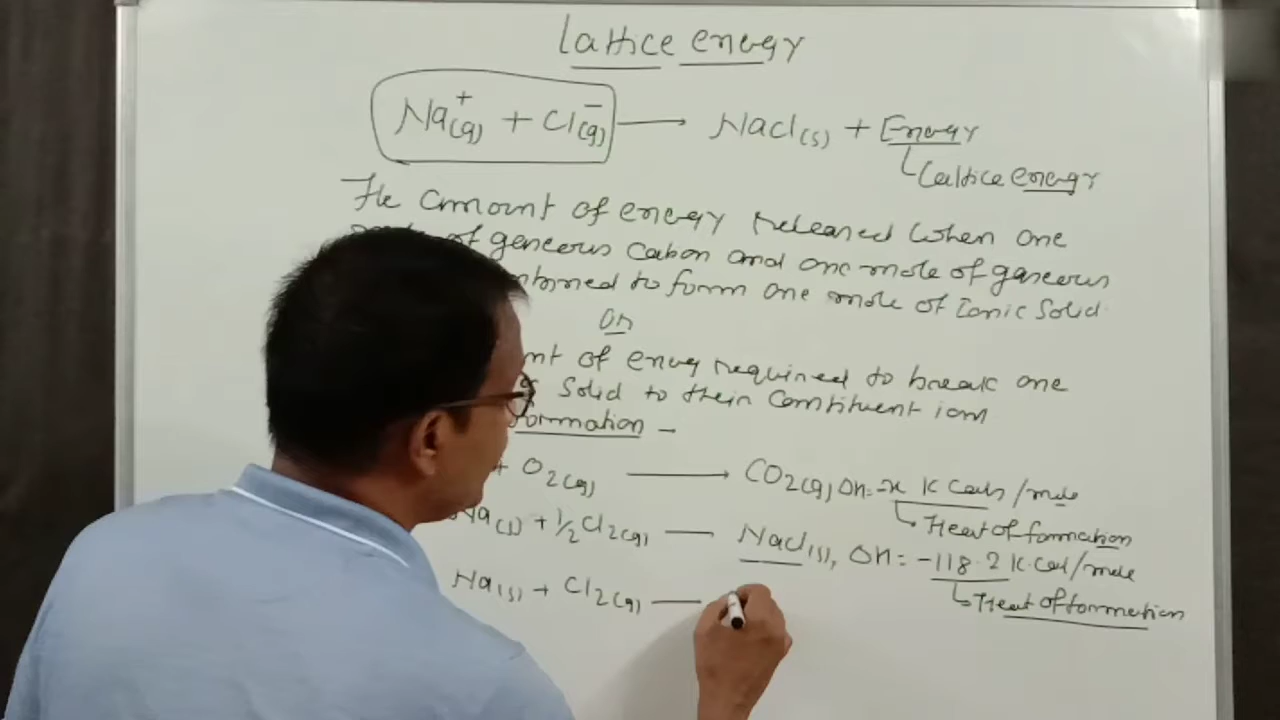 Lattice energy
Na⁺(g) + Cl⁻(g) → NaCl(s) + Energy
Lattice energy
The amount of energy released when one
of geneous Cation and one mole of gaseous
to form one mole of Ionic Solid
or
of energy required to break one
Solid to their Constituent ion
formation -
+ O2(g) → CO2(g), ΔH = -x K Cals/mole
Heat of formation
Na(s) + 1/2 Cl2(g) — NaCl(s), ΔH = -118.2 K.Cal/mole
Heat of formation
Na(s) + Cl2(g) —